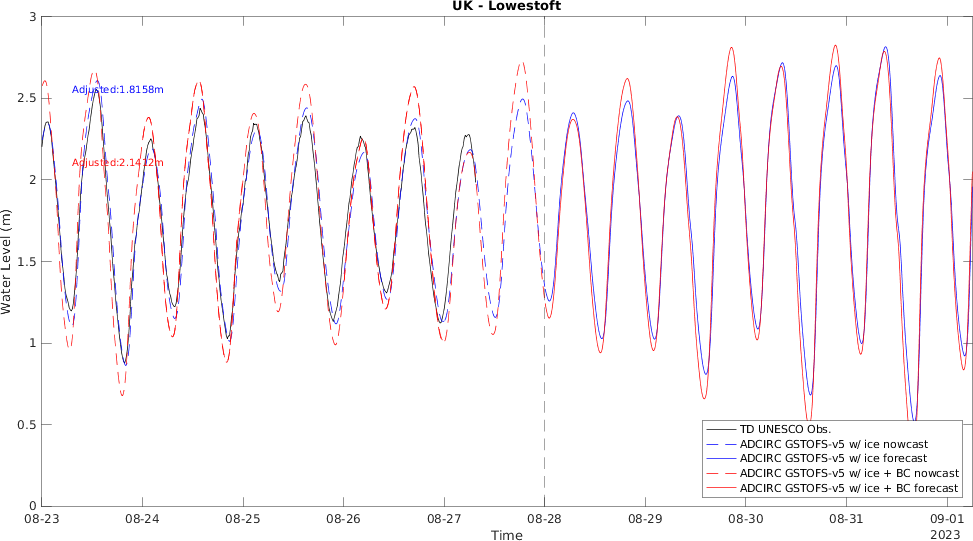 UK - Lowestoft
3
2.5
2
1.5
1
0.5
0
Water Level (m)
Adjusted:1.8158m
Adjusted:2.1412m
TD UNESCO Obs.
ADCIRC GSTOFS-v5 w/ ice nowcast
ADCIRC GSTOFS-v5 w/ ice forecast
ADCIRC GSTOFS-v5 w/ ice + BC nowcast
ADCIRC GSTOFS-v5 w/ ice + BC forecast
08-23 08-24 08-25 08-26 08-27 08-28 08-29 08-30 08-31 09-01
2023
Time